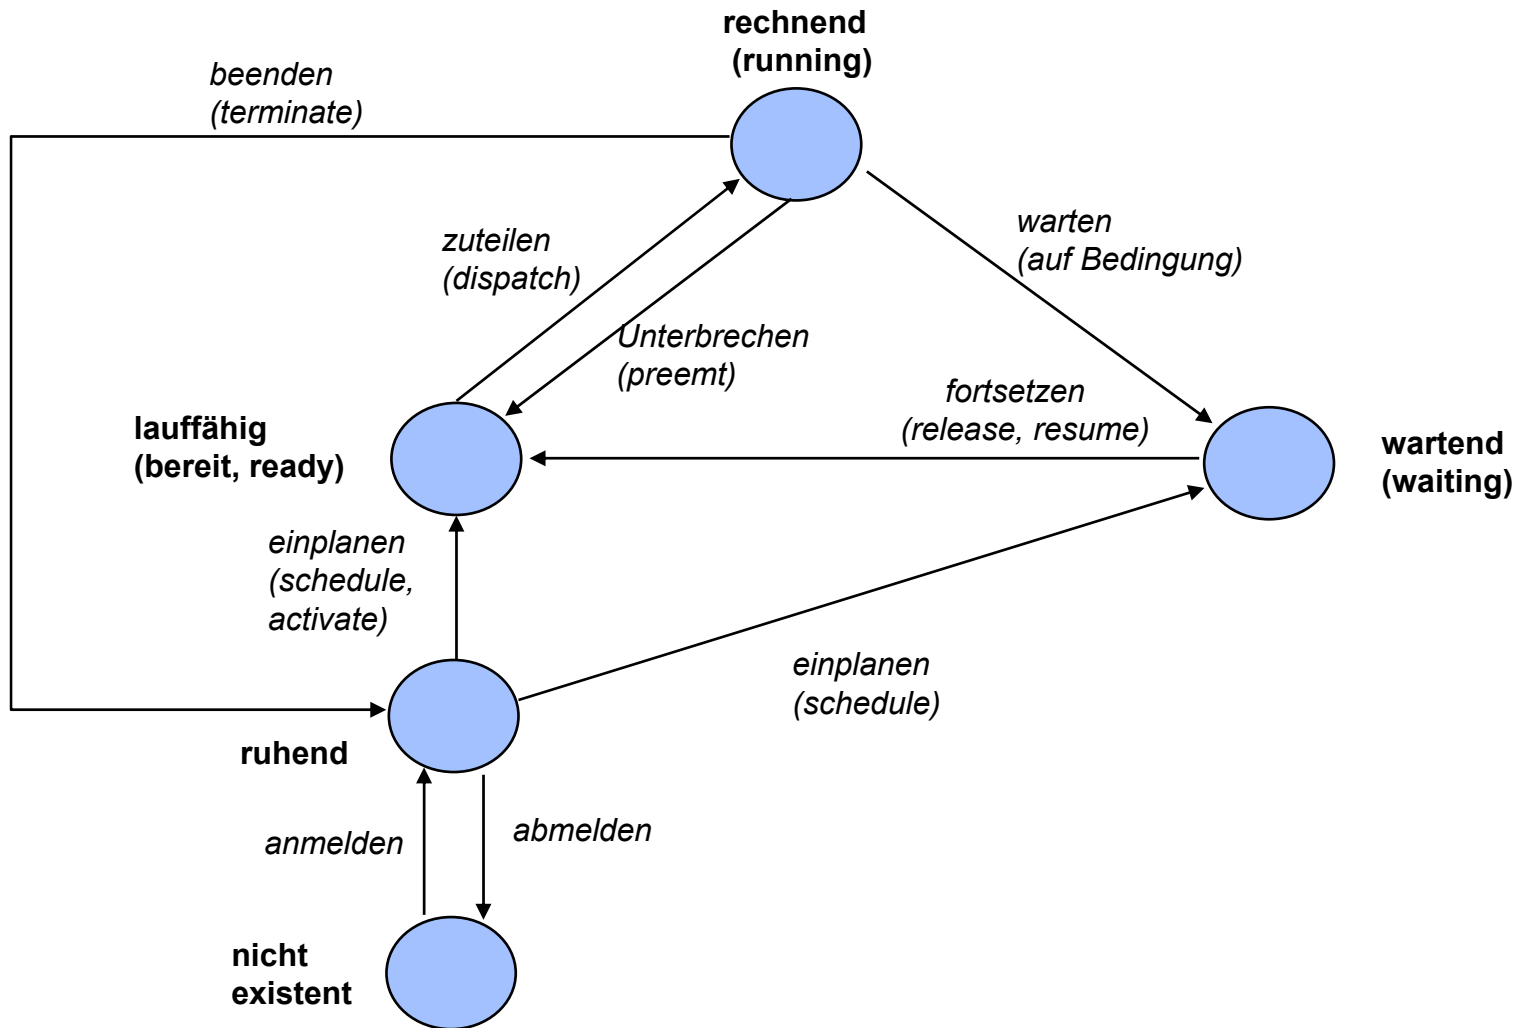 rechnend
(running)
beenden
(terminate)
zuteilen
(dispatch)
warten
(auf Bedingung)
Unterbrechen
(preemt)
fortsetzen
(release, resume)
lauffähig
(bereit, ready)
wartend
(waiting)
einplanen
(schedule,
activate)
einplanen
(schedule)
ruhend
anmelden
abmelden
nicht
existent